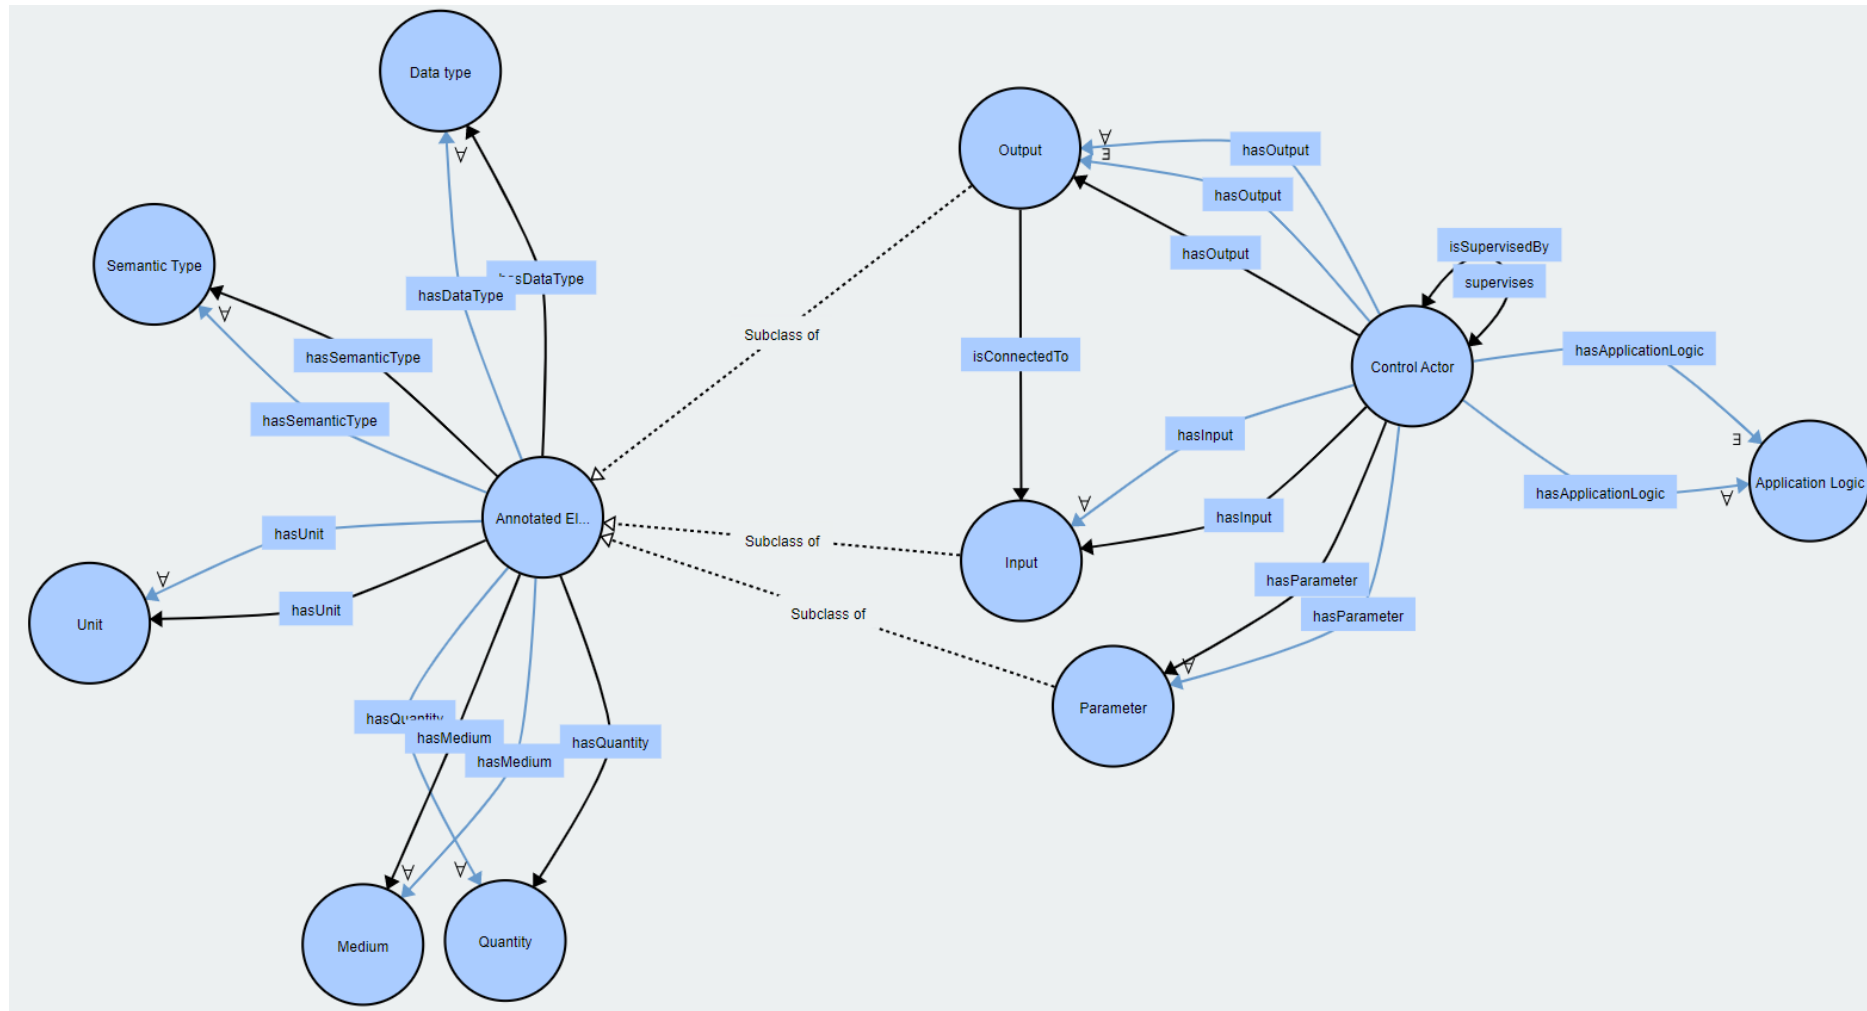 Data type
Output
hasOutput
∀
∃
hasOutput
isSupervisedBy
hasOutput
supervises
Semantic Type
∀
hasDataType
hasDataType
∀
Subclass of
isConnectedTo
hasApplicationLogic
Control Actor
hasSemanticType
hasSemanticType
hasInput
∃
Application Logic
hasApplicationLogic
∀
∀
hasInput
Annotated El...
hasUnit
Subclass of
Input
∀
hasUnit
Unit
hasParameter
hasParameter
Subclass of
∀
Parameter
hasQuantity
hasMedium
hasQuantity
hasMedium
∀
∀
Medium
Quantity